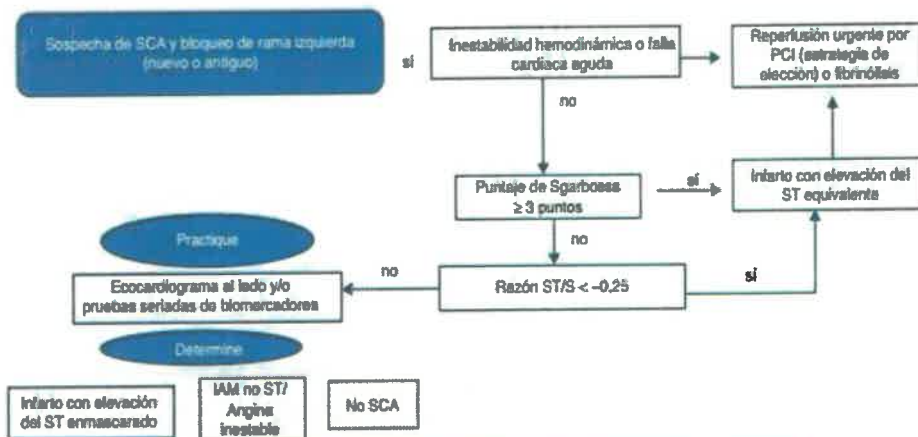 Sospecha de SCA y bloqueo de rama izquierda
(nuevo o antiguo)
sí
Inestabilidad hemodinámica o falla
cardiaca aguda
Reperfusión urgente por
PCI (estrategia de
elección) o fibrinólisis
no
Puntaje de Sgarbossa
≥ 3 puntos
sí
Infarto con elevación del
ST equivalente
no
Practique
Ecocardiograma al lado y/o
pruebas seriadas de biomarcadores
no
Razón ST/S < –0,25
sí
Determine
Infarto con elevación
del ST enmascarado
IAM no ST/
Angina
inestable
No SCA